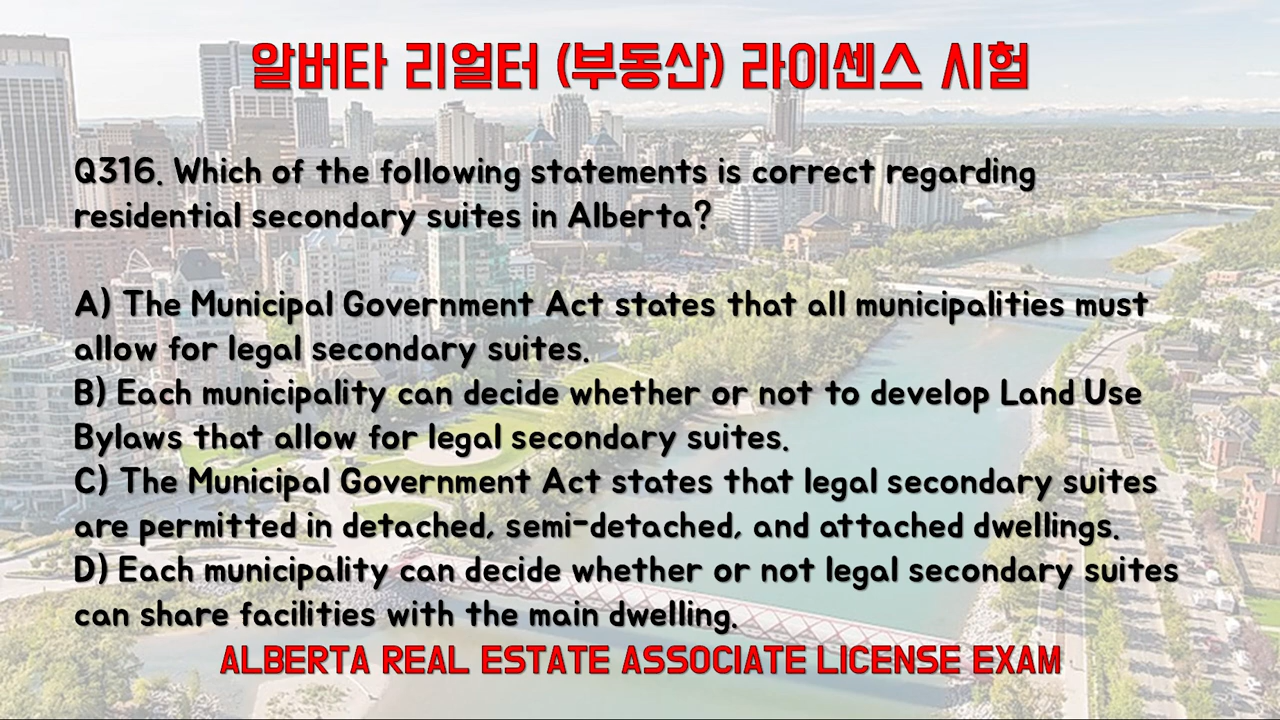 알버타 리얼터 (부동산) 라이센스 시험
Q316. Which of the following statements is correct regarding
residential secondary suites in Alberta?
A) The Municipal Government Act states that all municipalities must
allow for legal secondary suites.
B) Each municipality can decide whether or not to develop Land Use
Bylaws that allow for legal secondary suites.
C) The Municipal Government Act states that legal secondary suites
are permitted in detached, semi-detached, and attached dwellings.
D) Each municipality can decide whether or not legal secondary suites
can share facilities with the main dwelling.
ALBERTA REAL ESTATE ASSOCIATE LICENSE EXAM